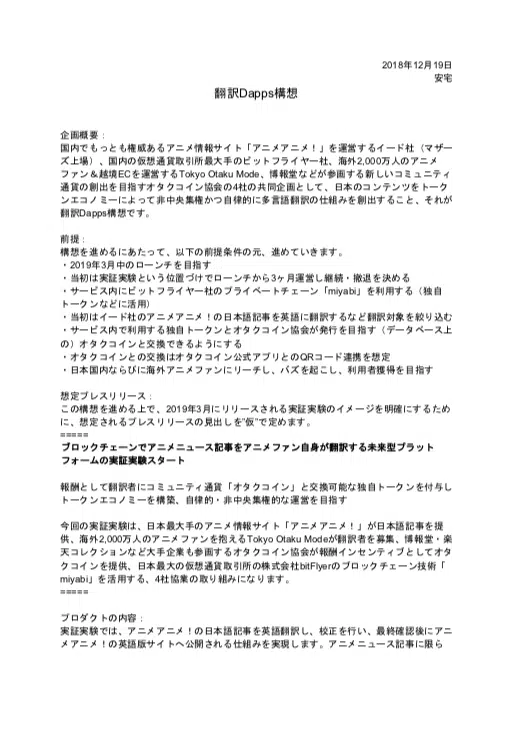 2018年12月19日
安宅
翻訳Dapps構想
企画概要：
国内でもっとも権威あるアニメ情報サイト「アニメアニメ！」を運営するイード社（マザー
ズ上場）、国内の仮想通貨取引所最大手のビットフライヤー社、海外2,000万人のアニメ
ファン＆越境ECを運営するTokyo Otaku Mode、博報堂などが参画する新しいコミュニティ
通貨の創出を目指すオタクコイン協会の4社の共同企画として、日本のコンテンツをトーク
ンエコノミーによって非中央集権かつ自律的に多言語翻訳の仕組みを創出すること、それが
翻訳Dapps構想です。
前提：
構想を進めるにあたって、以下の前提条件の元、進めていきます。
・2019年3月中のローンチを目指す
・当初は実証実験という位置づけでローンチから3ヶ月運営し継続・撤退を決める
・サービス内にビットフライヤー社のプライベートチェーン「miyabi」を利用する（独自
トークンなどに活用）
・当初はイード社のアニメアニメ！の日本語記事を英語に翻訳するなど翻訳対象を絞り込む
・サービス内で利用する独自トークンとオタクコイン協会が発行を目指す（データベース上
の）オタクコインと交換できるようにする
・オタクコインとの交換はオタクコイン公式アプリとのQRコード連携を想定
・日本国内ならびに海外アニメファンにリーチし、バズを起こし、利用者獲得を目指す
想定プレスリリース：
この構想を進める上で、2019年3月にリリースされる実証実験のイメージを明確にするため
に、想定されるプレスリリースの見出しを“仮”で定めます。
=====
ブロックチェーンでアニメニュース記事をアニメファン自身が翻訳する未来型プラット
フォームの実証実験スタート
報酬として翻訳者にコミュニティ通貨「オタクコイン」と交換可能な独自トークンを付与し
トークンエコノミーを構築、自律的・非中央集権的な運営を目指す
今回の実証実験は、日本最大手のアニメ情報サイト「アニメアニメ！」が日本語記事を提
供、海外2,000万人のアニメファンを抱えるTokyo Otaku Modeが翻訳者を募集、博報堂・楽
天コレクションなど大手企業も参画するオタクコイン協会が報酬インセンティブとしてオタ
クコインを提供、日本最大の仮想通貨取引所の株式会社bitFlyerのブロックチェーン技術「
miyabi」を活用する、4社協業の取り組みになります。
=====
プロダクトの内容：
実証実験では、アニメアニメ！の日本語記事を英語翻訳し、校正を行い、最終確認後にアニ
メアニメ！の英語版サイトへ公開される仕組みを実現します。アニメニュース記事に限ら